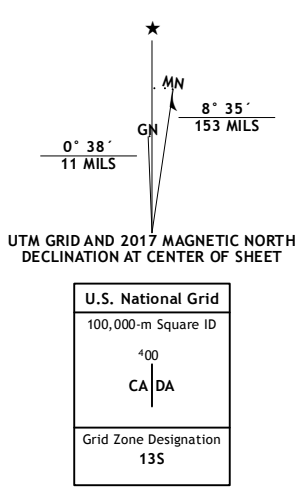 ★
MN
8° 35´
153 MILS
GN
0° 38´
11 MILS
UTM GRID AND 2017 MAGNETIC NORTH
DECLINATION AT CENTER OF SHEET
U.S. National Grid
100,000-m Square ID
⁴00
CA DA
Grid Zone Designation
13S